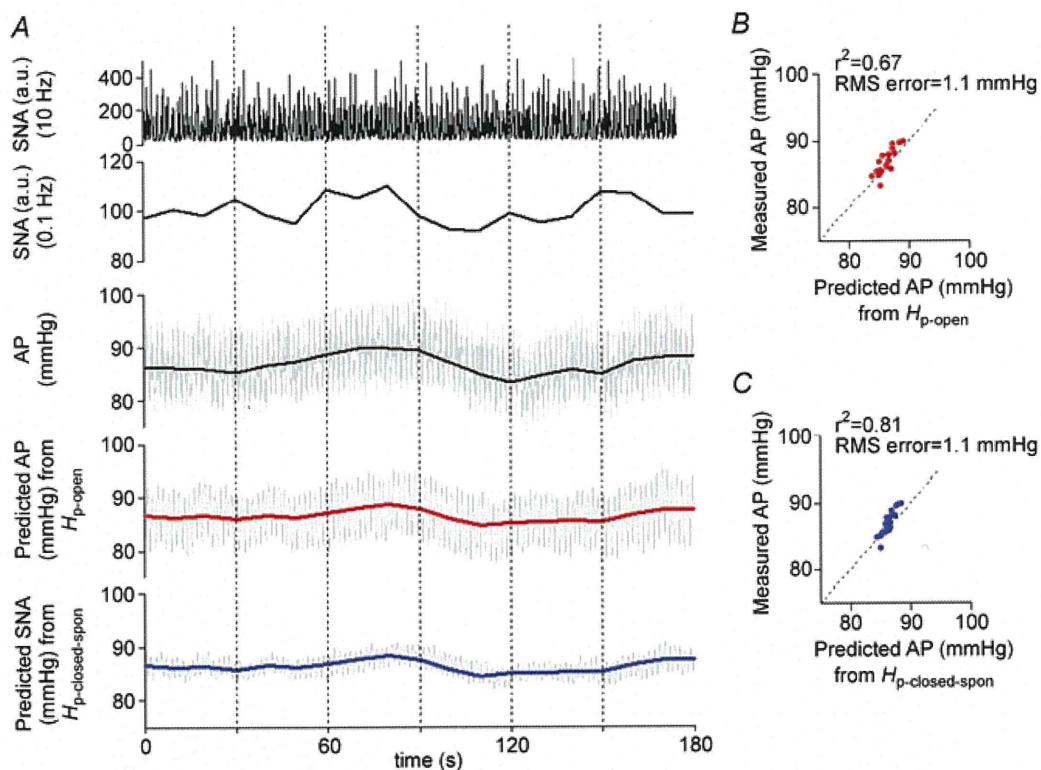 A
SNA (a.u.)
(10 Hz)
400
200
0
SNA (a.u.)
(0.1 Hz)
120
100
80
AP
(mmHg)
100
90
80
Predicted AP
(mmHg) from
Hp-open
100
90
80
Predicted SNA
(mmHg) from
Hp-closed-spon
100
90
80
0
60
120
180
time (s)
B
r²=0.67
RMS error=1.1 mmHg
Measured AP (mmHg)
100
90
80
80
90
100
Predicted AP (mmHg)
from Hp-open
C
r²=0.81
RMS error=1.1 mmHg
Measured AP (mmHg)
100
90
80
80
90
100
Predicted AP (mmHg)
from Hp-closed-spon